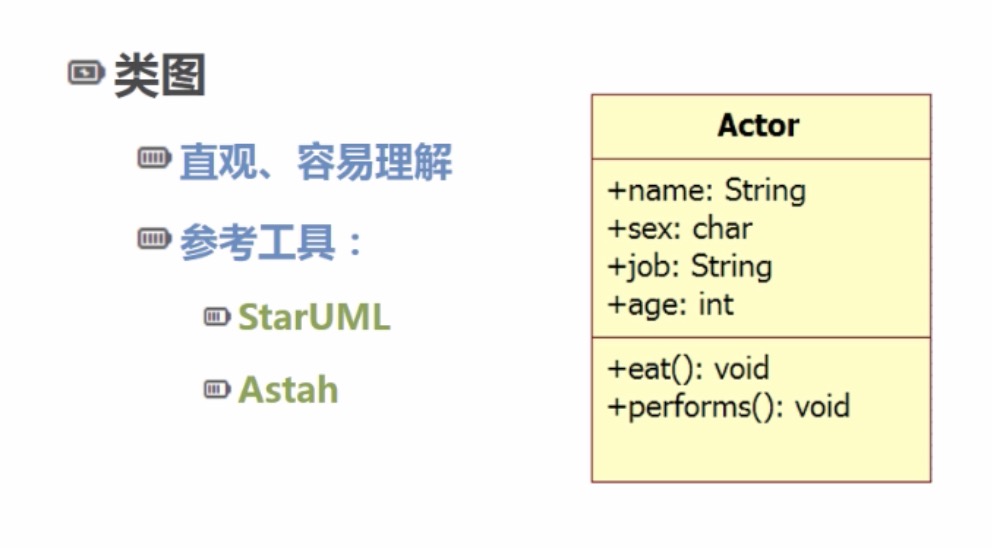 类图
直观、容易理解
参考工具：
StarUML
Astah
Actor
+name: String
+sex: char
+job: String
+age: int
+eat(): void
+performs(): void